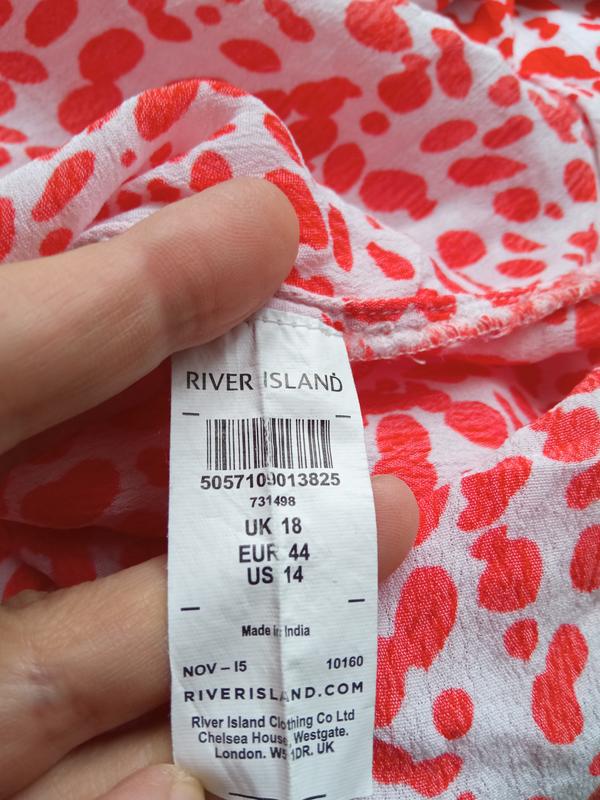 RIVER ISLAND
5057109013825
731498
UK 18
EUR 44
US 14
Made in India
NOV – 15 10160
RIVERISLAND.COM
River Island Clothing Co Ltd
Chelsea House, Westgate.
London. W5 1DR. UK